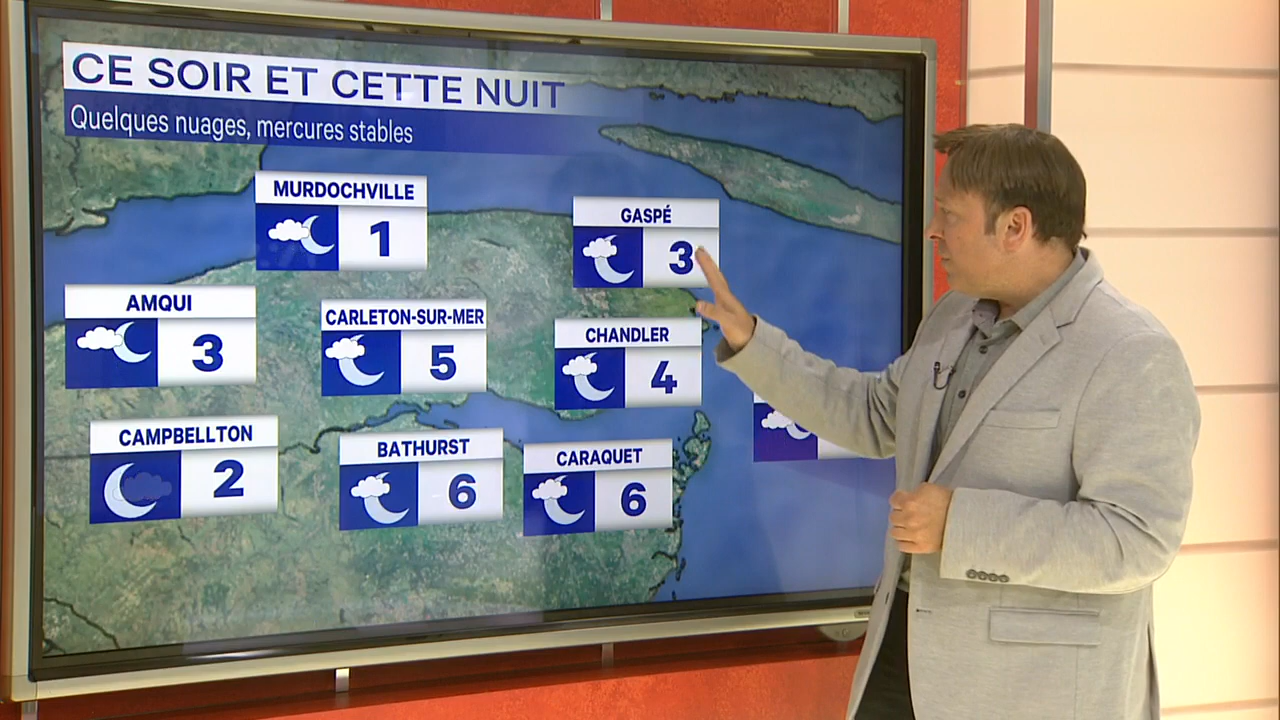 CE SOIR ET CETTE NUIT
Quelques nuages, mercures stables
MURDOCHVILLE
1
GASPÉ
3
AMQUI
3
CARLETON-SUR-MER
5
CHANDLER
4
CAMPBELLTON
2
BATHURST
6
CARAQUET
6